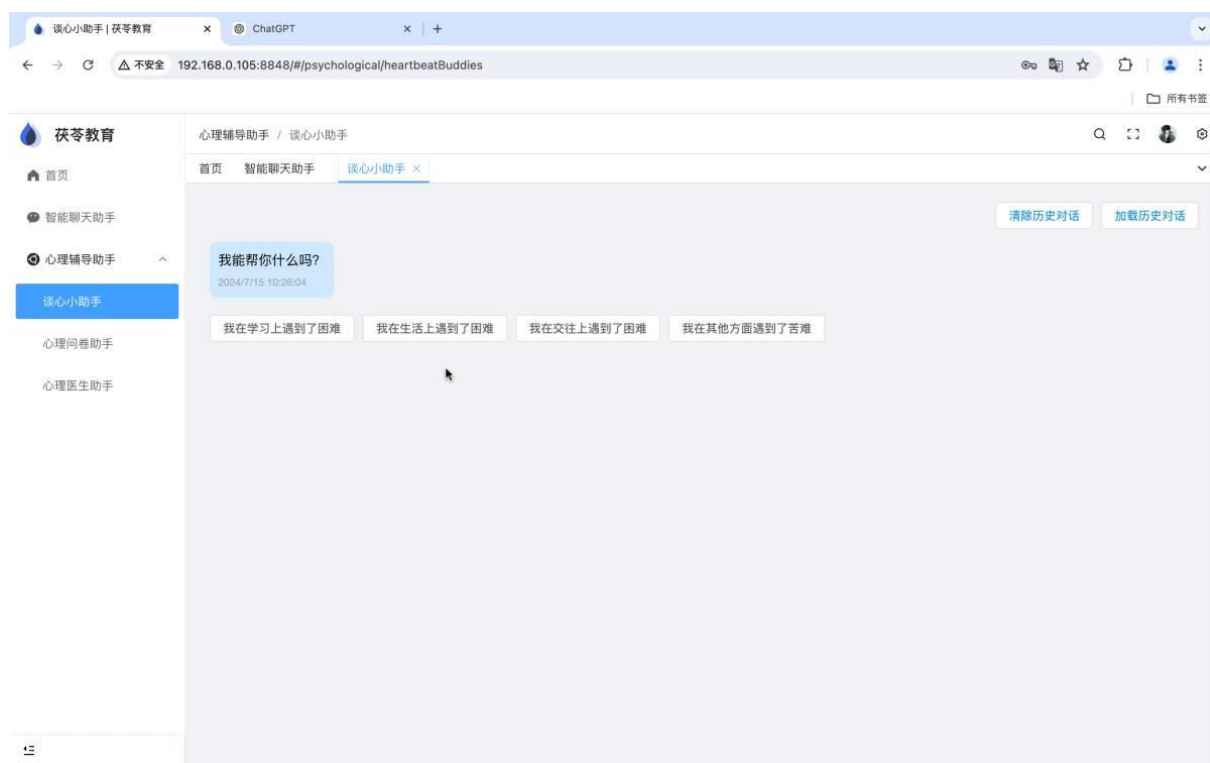 谈心小助手 | 茯苓教育
ChatGPT
不安全 192.168.0.105:8848/#/psychological/heartbeatBuddies
所有书签
茯苓教育
心理辅导助手 / 谈心小助手
首页
智能聊天助手
谈心小助手
首页
智能聊天助手
心理辅导助手
谈心小助手
心理问卷助手
心理医生助手
清除历史对话
加载历史对话
我能帮你什么吗?
2024/7/15 10:26:04
我在学习上遇到了困难
我在生活上遇到了困难
我在交往上遇到了困难
我在其他方面遇到了苦难